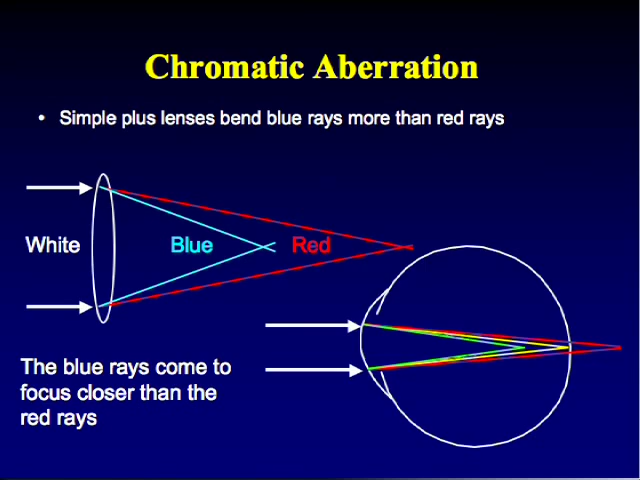 Chromatic Aberration
• Simple plus lenses bend blue rays more than red rays
White
Blue
Red
The blue rays come to
focus closer than the
red rays